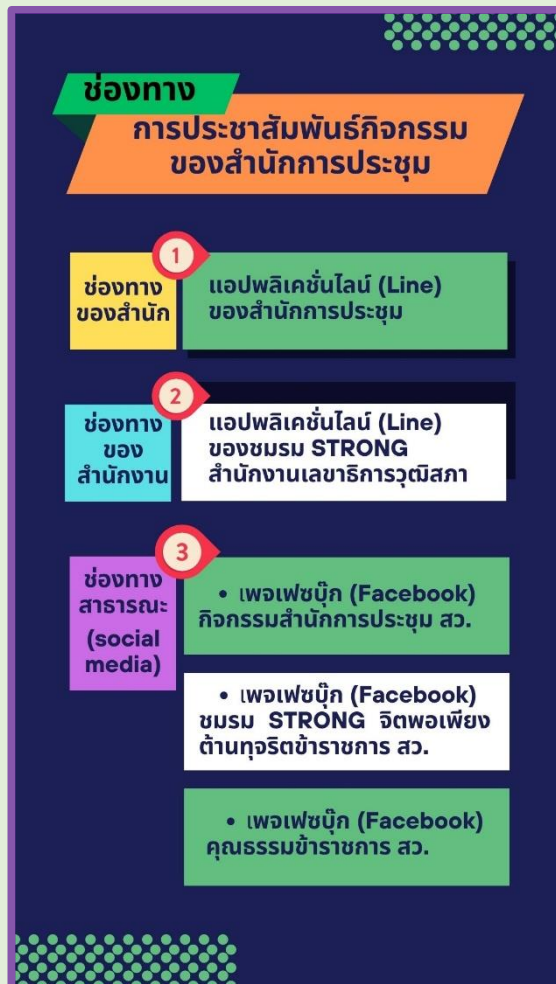 ช่องทาง
การประชาสัมพันธ์กิจกรรม
ของสำนักการประชุม
1
ช่องทาง
ของสำนัก
แอปพลิเคชั่นไลน์ (Line)
ของสำนักการประชุม
2
ช่องทาง
ของ
สำนักงาน
แอปพลิเคชั่นไลน์ (Line)
ของชมรม STRONG
สำนักงานเลขาธิการวุฒิสภา
3
ช่องทาง
สาธารณะ
(social
media)
• เพจเฟซบุ๊ก (Facebook)
กิจกรรมสำนักการประชุม สว.
• เพจเฟซบุ๊ก (Facebook)
ชมรม STRONG จิตพอเพียง
ต้านทุจริตข้าราชการ สว.
• เพจเฟซบุ๊ก (Facebook)
คุณธรรมข้าราชการ สว.